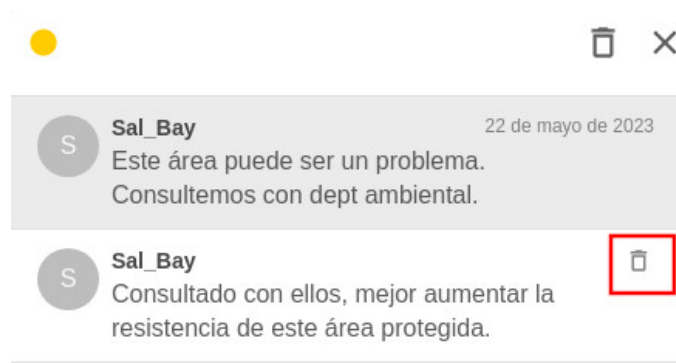 S
Sal_Bay
22 de mayo de 2023
Este área puede ser un problema.
Consultemos con dept ambiental.
S
Sal_Bay
Consultado con ellos, mejor aumentar la
resistencia de este área protegida.